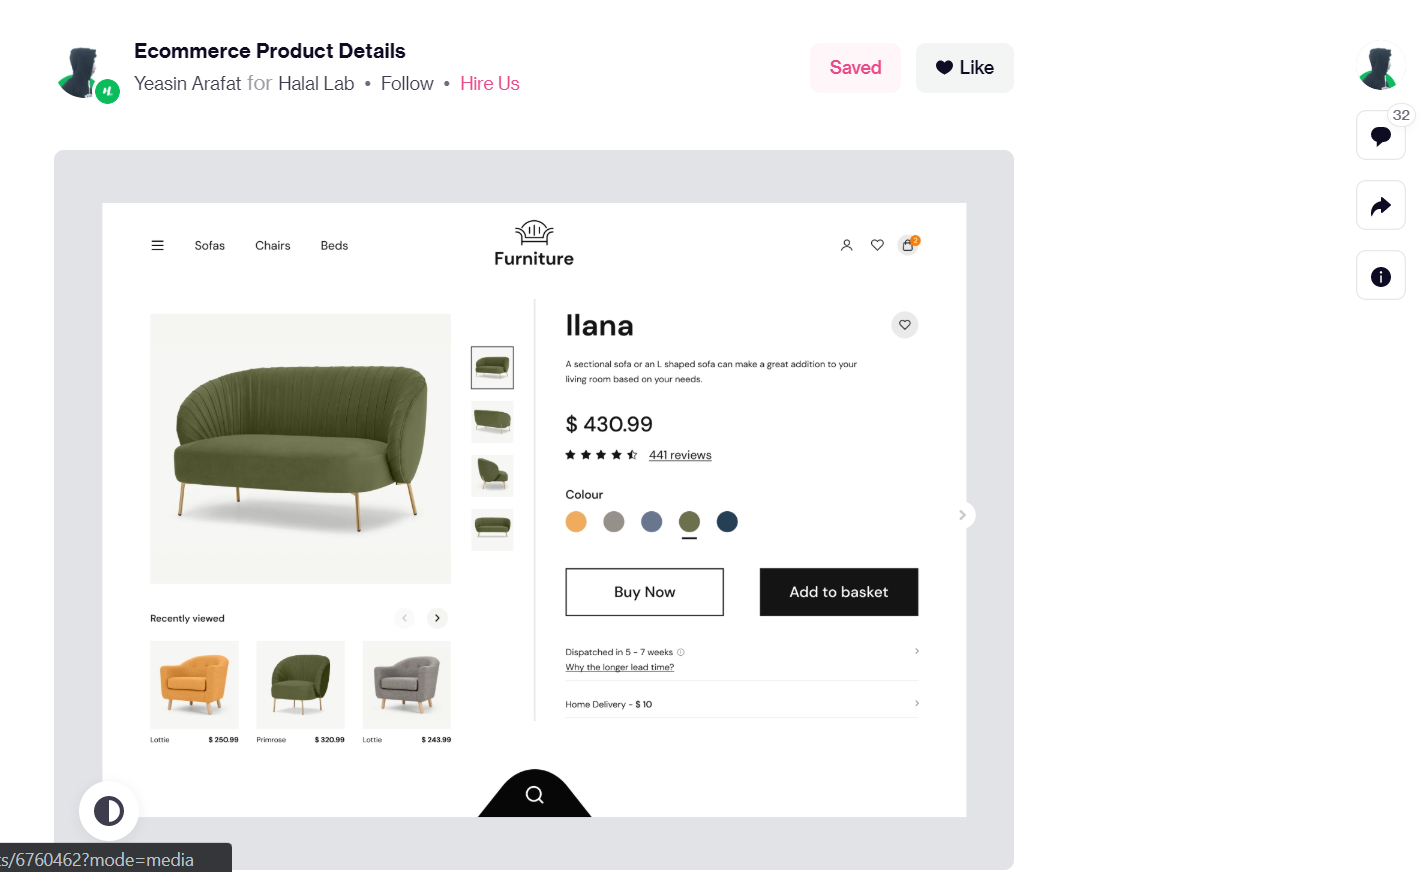 Ecommerce Product Details
Yeasin Arafat for Halal Lab • Follow • Hire Us
Saved
Like
32
Sofas Chairs Beds
Furniture
2
Ilana
A sectional sofa or an L shaped sofa can make a great addition to your
living room based on your needs.
$ 430.99
441 reviews
Colour
Buy Now
Add to basket
Recently viewed
Dispatched in 5 - 7 weeks
Why the longer lead time?
Home Delivery - $ 10
Lottie $ 250.99
Primrose $ 320.99
Lottie $ 243.99
ts/6760462?mode=media